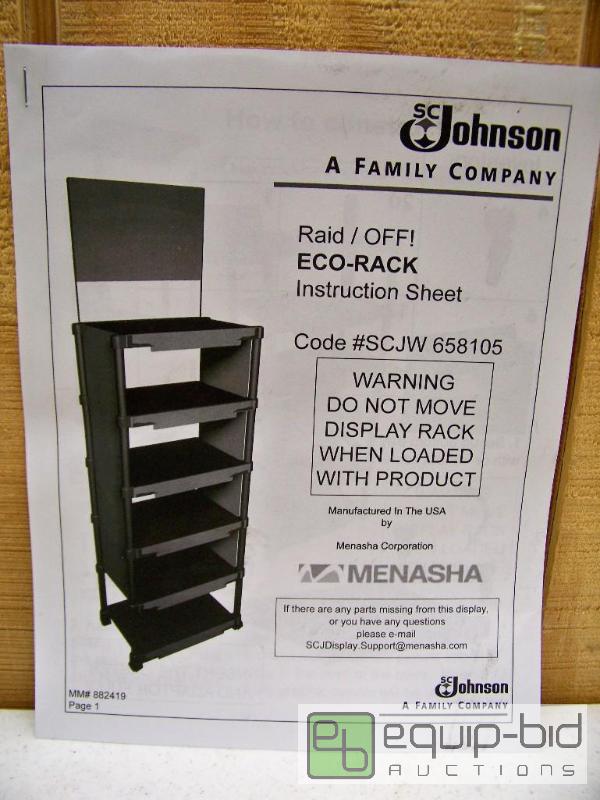 SC Johnson
A FAMILY COMPANY
Raid / OFF!
ECO-RACK
Instruction Sheet
Code #SCJW 658105
WARNING
DO NOT MOVE
DISPLAY RACK
WHEN LOADED
WITH PRODUCT
Manufactured In The USA
by
Menasha Corporation
MENASHA
If there are any parts missing from this display,
or you have any questions
please e-mail
SCJDisplay.Support@menasha.com
MM# 882419
Page 1
SC Johnson
A FAMILY COMPANY
eb equip-bid
AUCTIONS